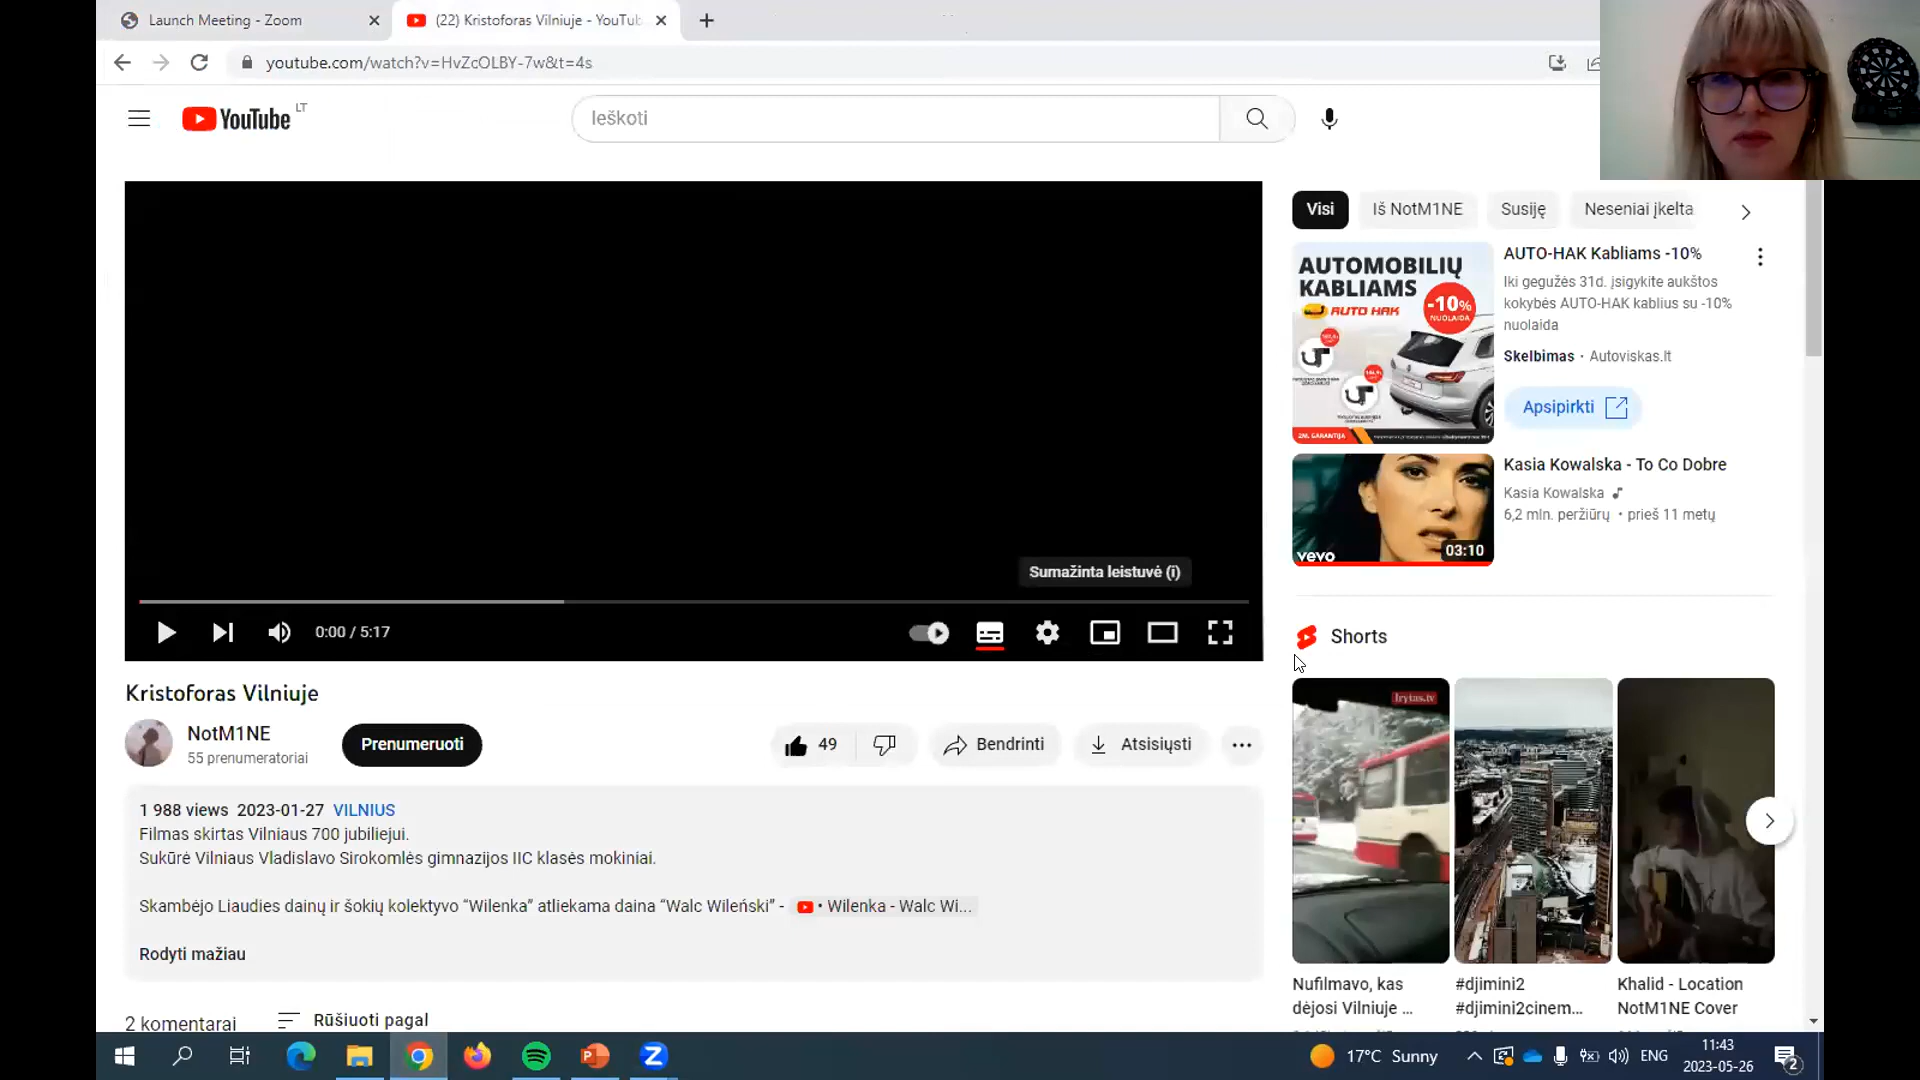 Launch Meeting - Zoom
(22) Kristoforas Vilniuje - YouTub
youtube.com/watch?v=HvZcOLBY-7w&t=4s
YouTube LT
Ieškoti
Visi
Iš NotM1NE
Susiję
Neseniai įkelta
AUTOMOBILIŲ
KABLIAMS
-10%
NUOLAIDA
AUTO HAK
2M. GARANTIJA
AUTO-HAK Kabliams -10%
Iki gegužės 31d. įsigykite aukštos
kokybės AUTO-HAK kablius su -10%
nuolaida
Skelbimas · Autoviskas.lt
Apsipirkti
vevo
03:10
Kasia Kowalska - To Co Dobre
Kasia Kowalska
6,2 mln. peržiūrų · prieš 11 metų
Sumažinta leistuvė (i)
0:00 / 5:17
Shorts
lrytas.tv
Kristoforas Vilniuje
NotM1NE
55 prenumeratoriai
Prenumeruoti
49
Bendrinti
Atsisiųsti
1 988 views 2023-01-27 VILNIUS
Filmas skirtas Vilniaus 700 jubiliejui.
Sukūrė Vilniaus Vladislavo Sirokomlės gimnazijos IIC klasės mokiniai.
Skambėjo Liaudies dainų ir šokių kolektyvo “Wilenka” atliekama daina “Walc Wileński” - • Wilenka - Walc Wi...
Rodyti mažiau
Nufilmavo, kas
dėjosi Vilniuje ...
#djimini2
#djimini2cinem...
Khalid - Location
NotM1NE Cover
2 komentarai
Rūšiuoti pagal
17°C Sunny
ENG
11:43
2023-05-26
2